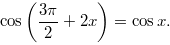 cos(3π/2 + 2x) = cos x.